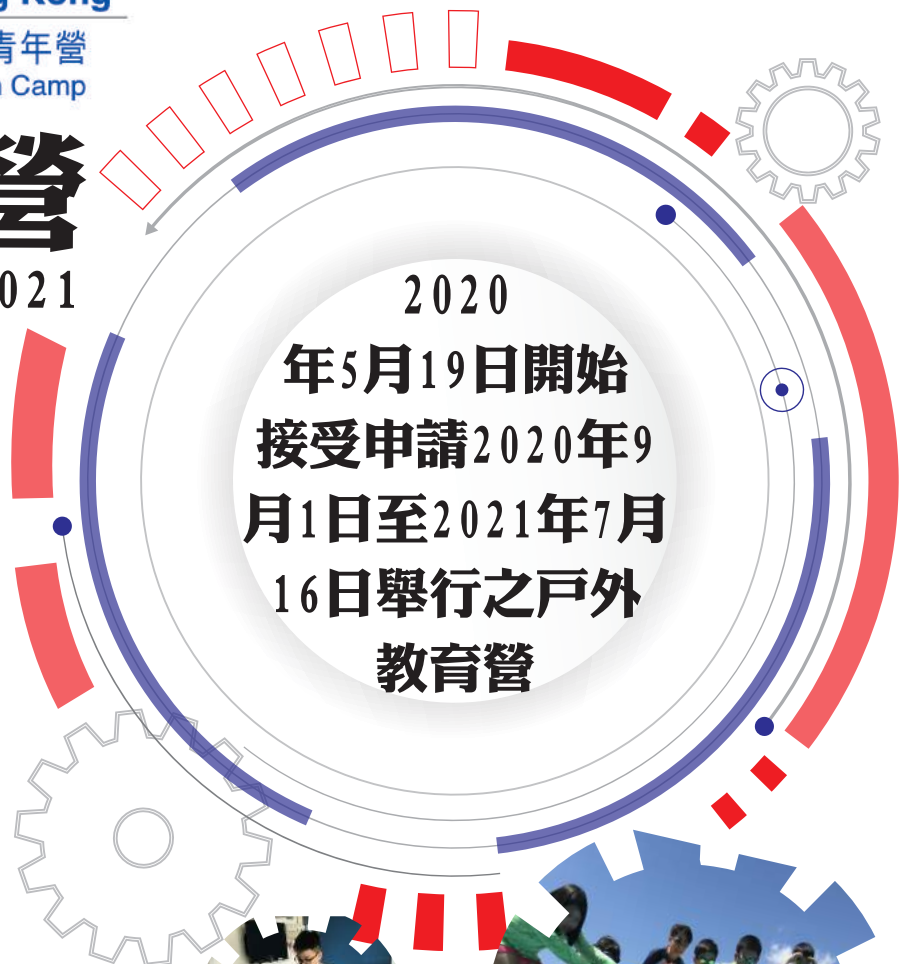 青年營
Camp
營
021
2020
年5月19日開始
接受申請2020年9
月1日至2021年7月
16日舉行之戶外
教育營